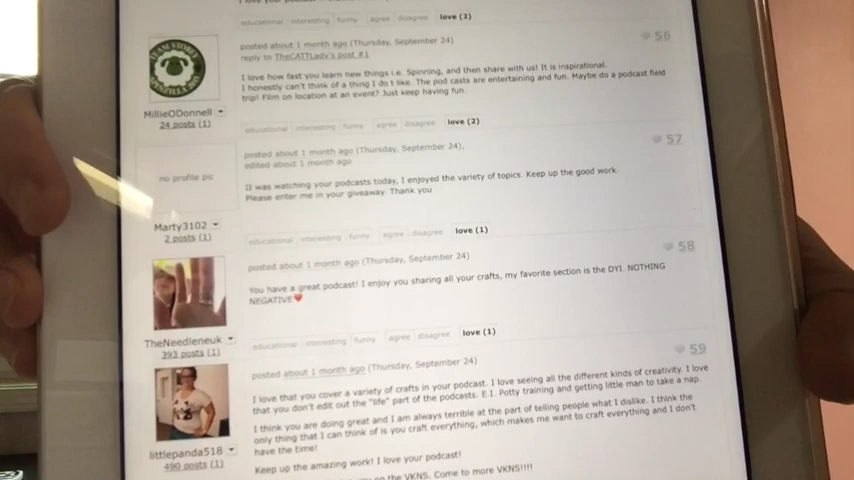 educational interesting funny agree disagree love (2)
TEAM STOREY
SPINZILLA 2015
MillieODonnell
24 posts (1)
posted about 1 month ago (Thursday, September 24)
reply to TheCATTLady's post #1
56
I love how fast you learn new things i.e. Spinning, and then share with us! It is inspirational.
I honestly can't think of a thing I do t like. The pod casts are entertaining and fun. Maybe do a podcast field
trip! Film on location at an event? Just keep having fun.
educational interesting funny agree disagree love (2)
no profile pic
Marty3102
2 posts (1)
posted about 1 month ago (Thursday, September 24),
edited about 1 month ago
57
II was watching your podcasts today, I enjoyed the variety of topics. Keep up the good work.
Please enter me in your giveaway. Thank you
educational interesting funny agree disagree love (1)
TheNeedleneuk
393 posts (1)
posted about 1 month ago (Thursday, September 24)
58
You have a great podcast! I enjoy you sharing all your crafts, my favorite section is the DYI. NOTHING
NEGATIVE❤
educational interesting funny agree disagree love (1)
littlepanda518
490 posts (1)
posted about 1 month ago (Thursday, September 24)
59
I love that you cover a variety of crafts in your podcast. I love seeing all the different kinds of creativity. I love
that you don't edit out the "life" part of the podcasts. E.I. Potty training and getting little man to take a nap.
I think you are doing great and I am always terrible at the part of telling people what I dislike. I think the
only thing that I can think of is you craft everything, which makes me want to craft everything and I don't
have the time!
Keep up the amazing work! I love your podcast!
on the VKNS. Come to more VKNS!!!!